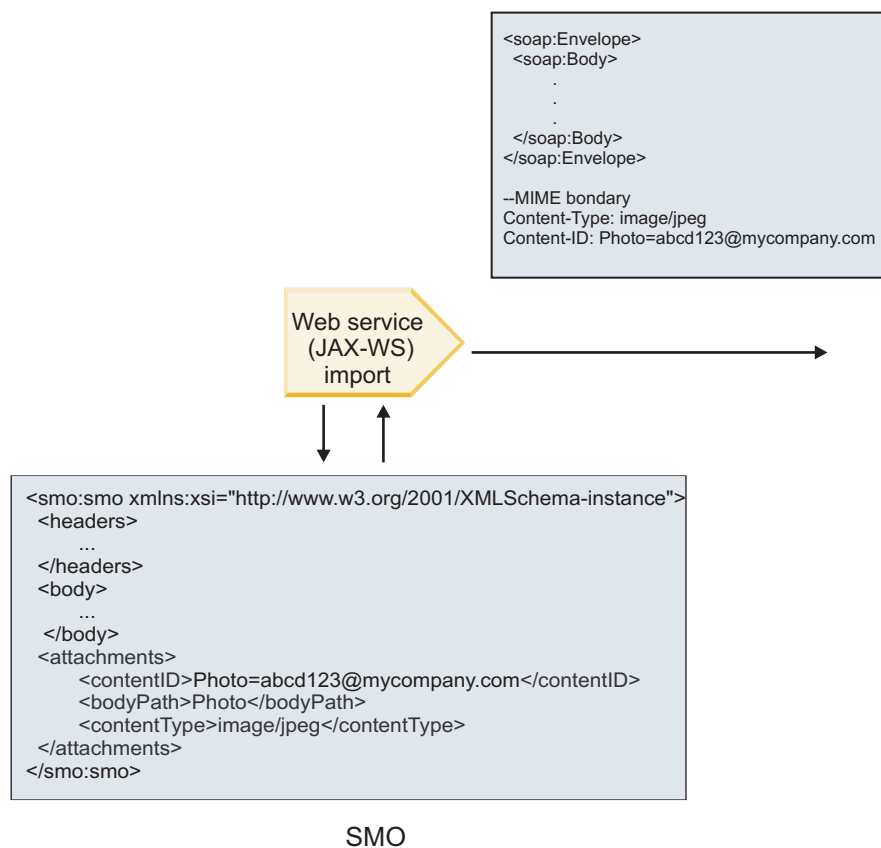 <soap:Envelope>
<soap:Body>
.
.
.
</soap:Body>
</soap:Envelope>
--MIME bondary
Content-Type: image/jpeg
Content-ID: Photo=abcd123@mycompany.com
Web service
(JAX-WS)
import
<smo:smo xmlns:xsi="http://www.w3.org/2001/XMLSchema-instance">
<headers>
...
</headers>
<body>
...
</body>
<attachments>
<contentID>Photo=abcd123@mycompany.com</contentID>
<bodyPath>Photo</bodyPath>
<contentType>image/jpeg</contentType>
</attachments>
</smo:smo>
SMO